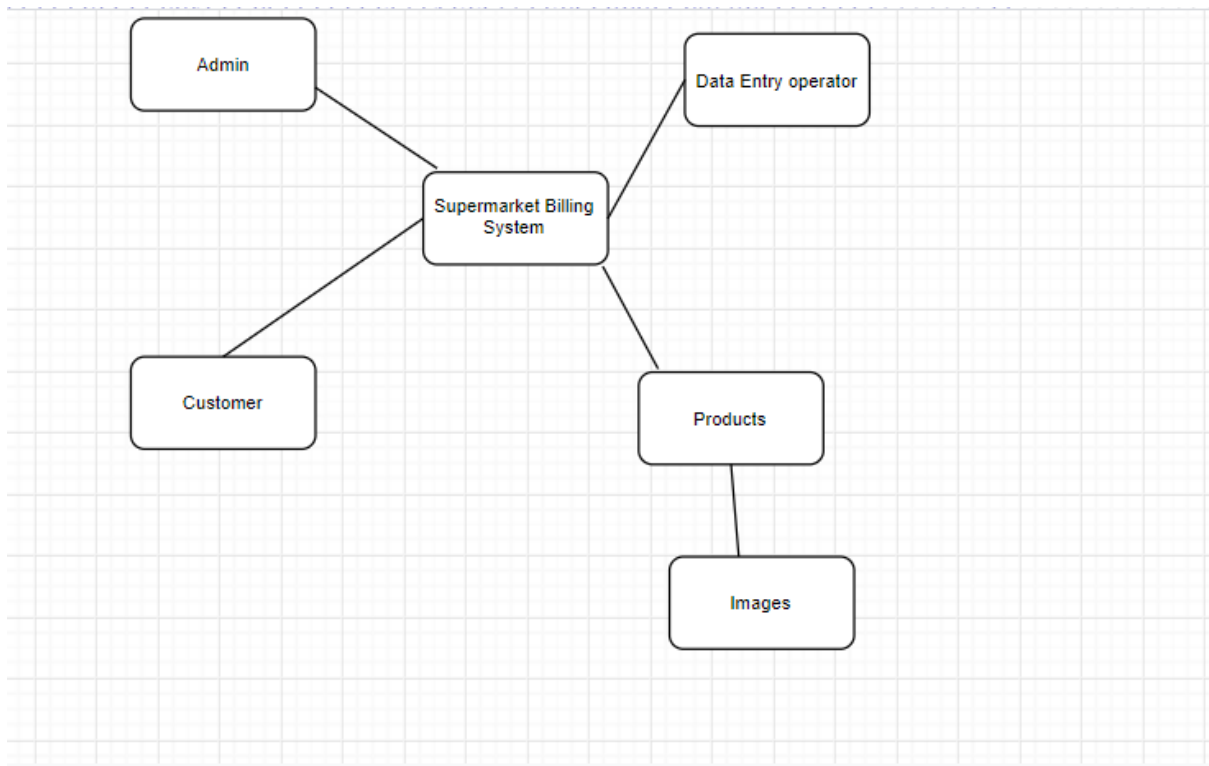 Admin
Data Entry operator
Supermarket Billing
System
Customer
Products
Images